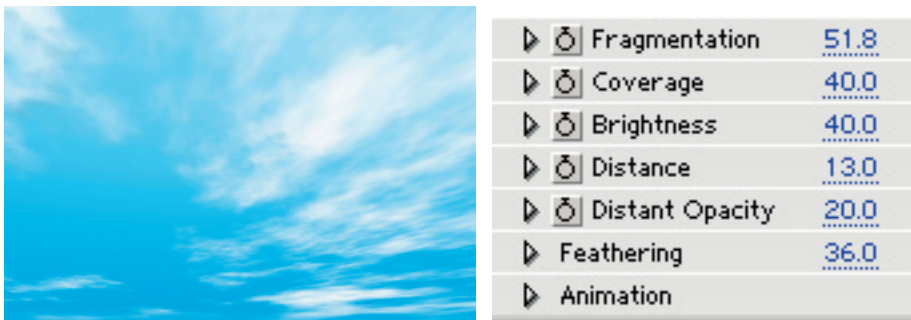 Fragmentation 51.8
Coverage 40.0
Brightness 40.0
Distance 13.0
Distant Opacity 20.0
Feathering 36.0
Animation